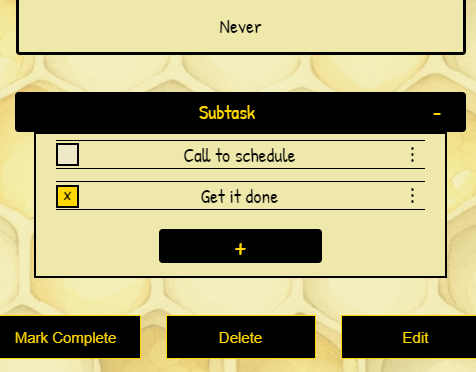 Never
Subtask -
Call to schedule ⋮
x Get it done ⋮
+
Mark Complete Delete Edit